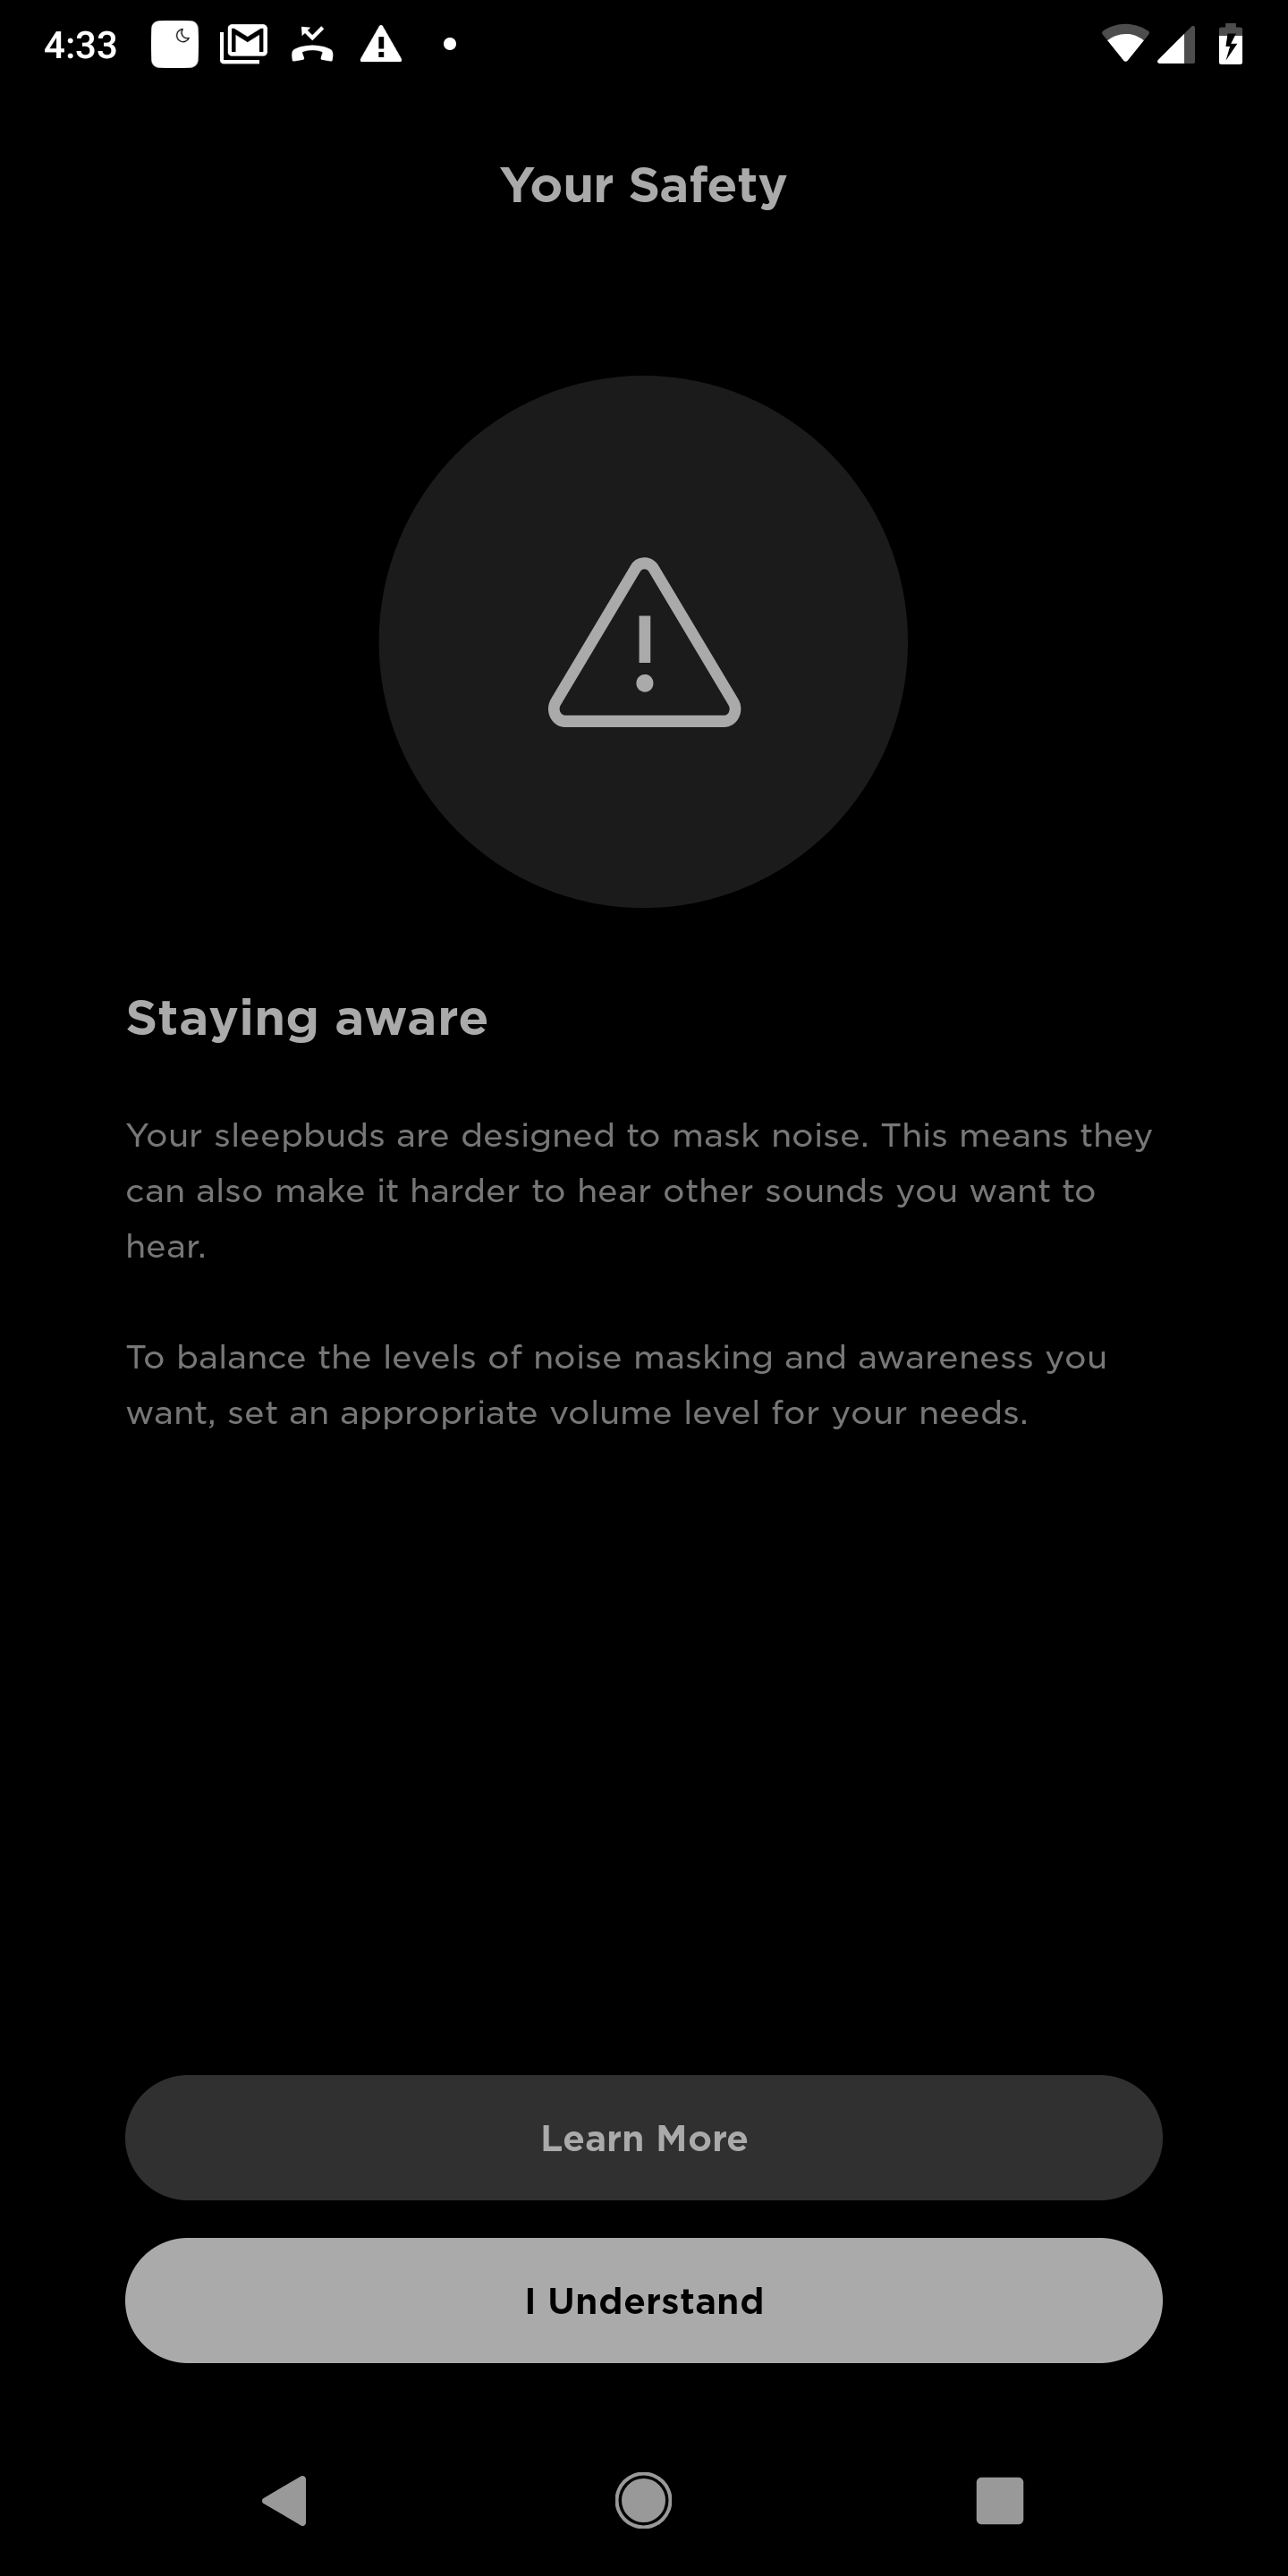 4:33
Your Safety
Staying aware
Your sleepbuds are designed to mask noise. This means they
can also make it harder to hear other sounds you want to
hear.
To balance the levels of noise masking and awareness you
want, set an appropriate volume level for your needs.
Learn More
I Understand